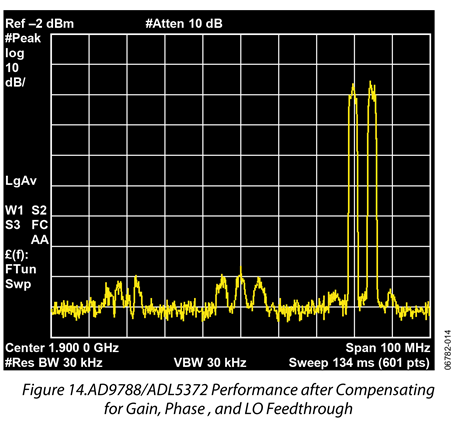 Ref –2 dBm #Atten 10 dB
#Peak
log
10
dB/
LgAv
W1 S2
S3 FC
AA
£(f):
FTun
Swp
Center 1.900 0 GHz Span 100 MHz
#Res BW 30 kHz VBW 30 kHz Sweep 134 ms (601 pts)
06782-014
Figure 14.AD9788/ADL5372 Performance after Compensating
for Gain, Phase , and LO Feedthrough